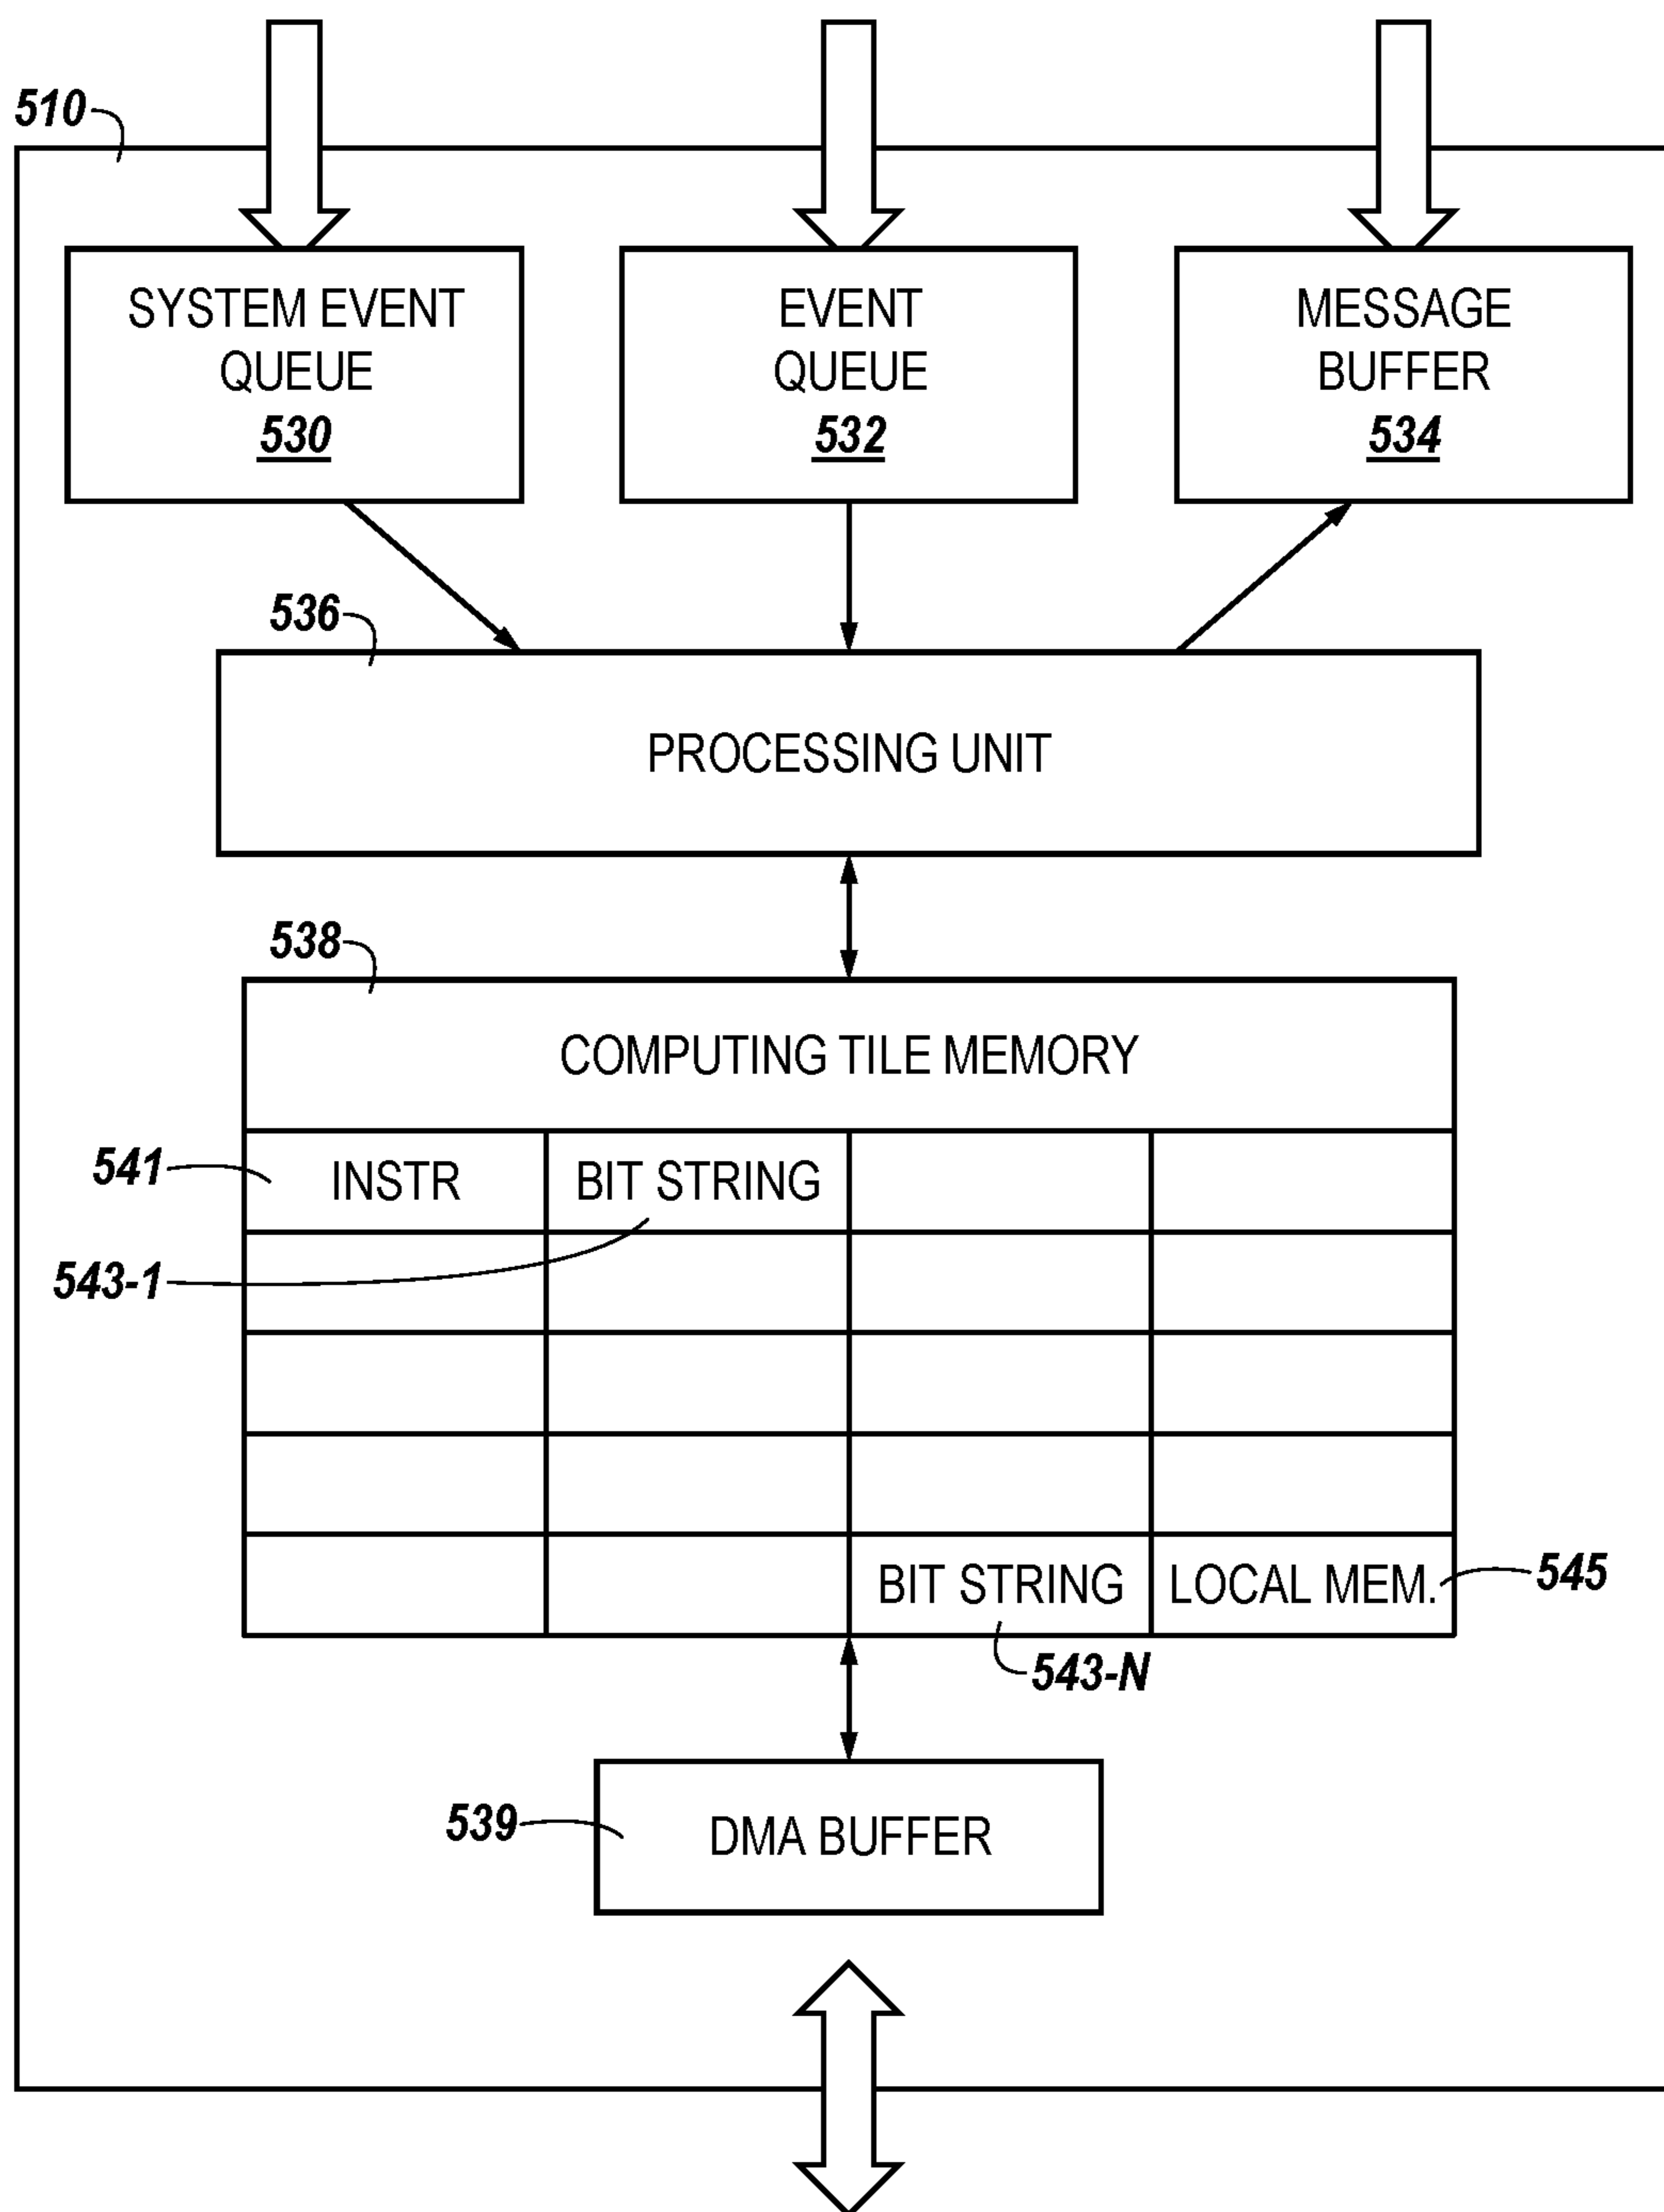 510
SYSTEM EVENT
QUEUE
530
EVENT
QUEUE
532
MESSAGE
BUFFER
534
536
PROCESSING UNIT
538
COMPUTING TILE MEMORY
541
INSTR
BIT STRING
543-1
BIT STRING
LOCAL MEM.
545
543-N
539
DMA BUFFER